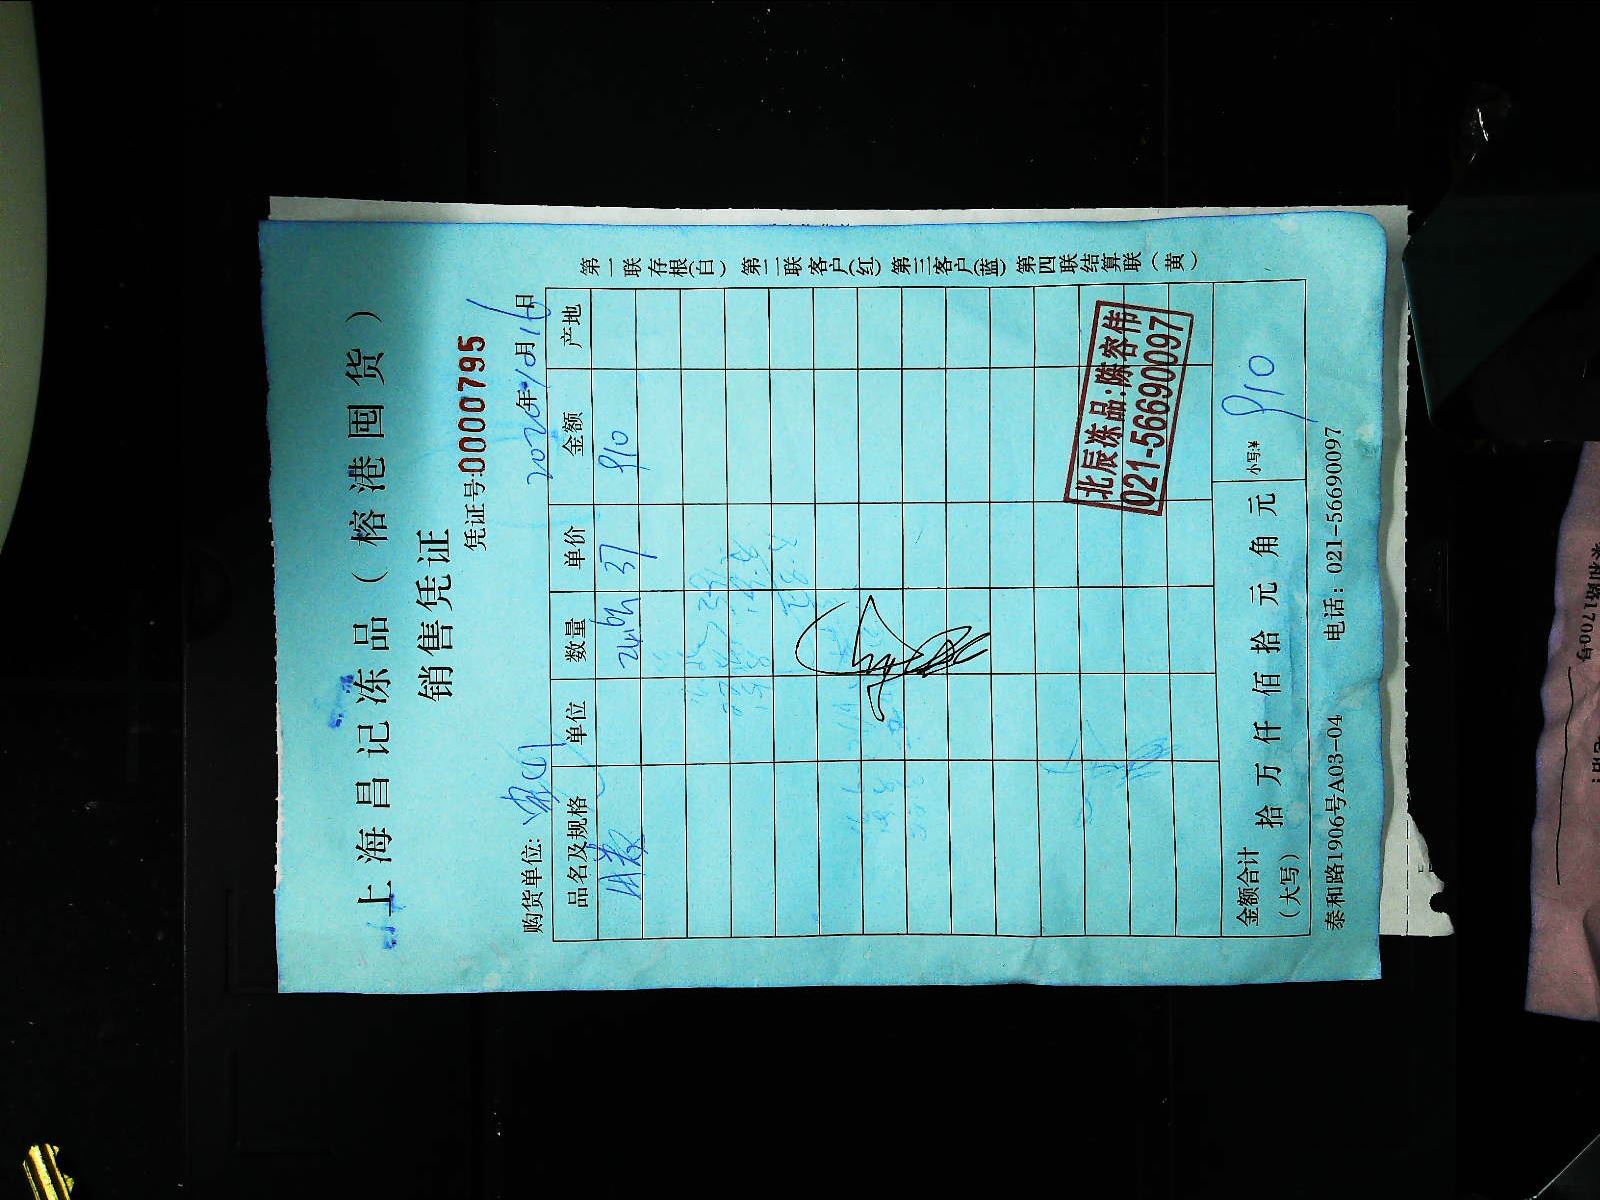 上海昌记冻品（榕港囤货）
销售凭证
凭证号:00007795
购货单位: 2020年10月16日
品名及规格 单位 数量 单价 金额 产地
37 910
北辰冻品:陈容伟
021-56690097
金额合计（大写） 拾 万 仟 佰 拾 元 角 元 小写:¥ 910
泰和路1906号A03-04 电话: 021-56690097
第一联存根(白) 第二联客户(红) 第三客户(蓝) 第四联结算联(黄)